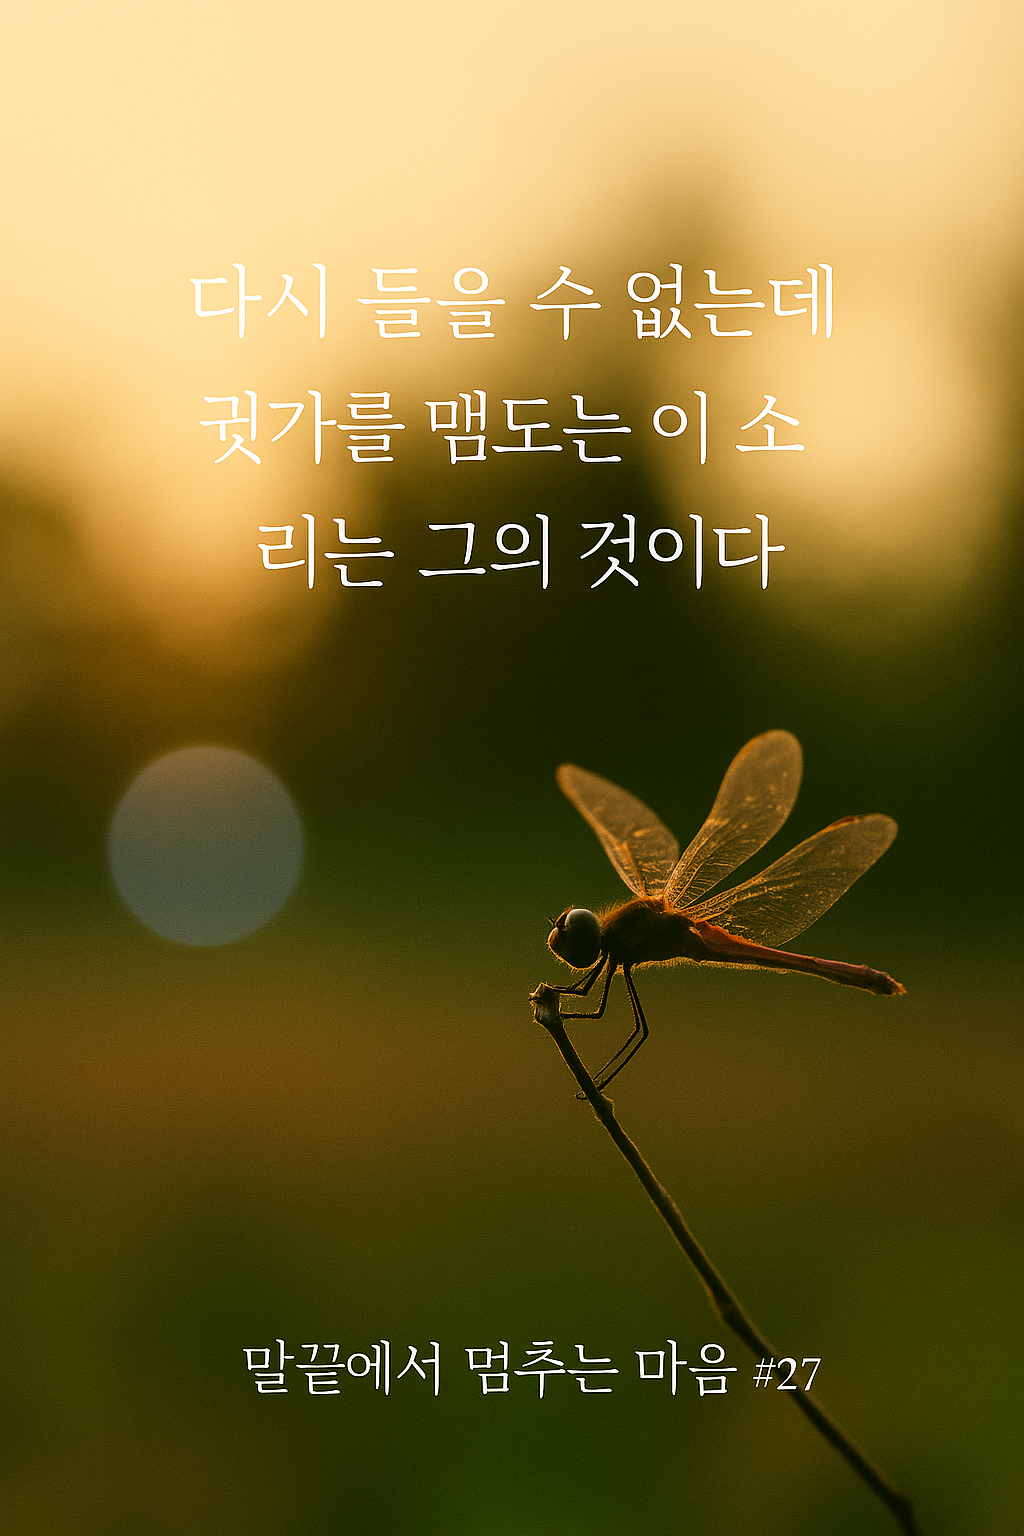 다시 들을 수 없는데
귓가를 맴도는 이 소
리는 그의 것이다
말끝에서 멈추는 마음 #27